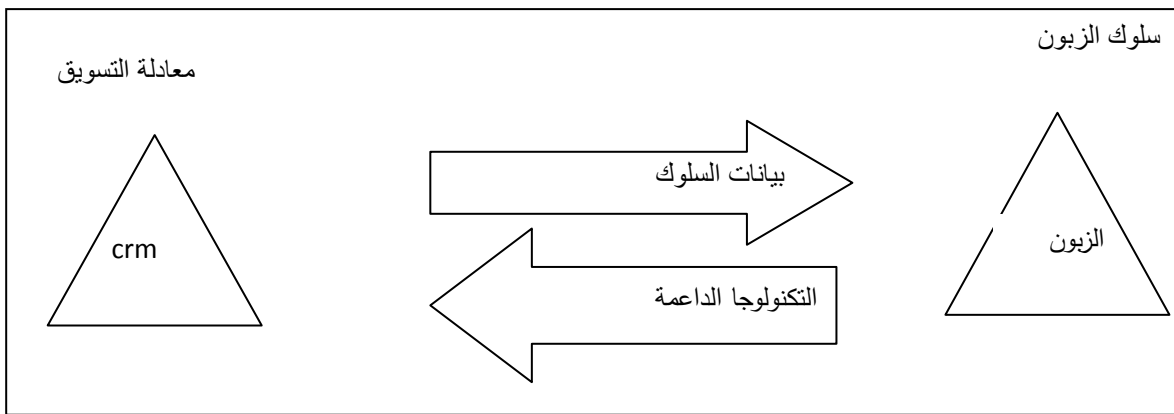 سلوك الزبون
معادلة التسويق
بيانات السلوك
الزبون
crm
التكنولوجا الداعمة